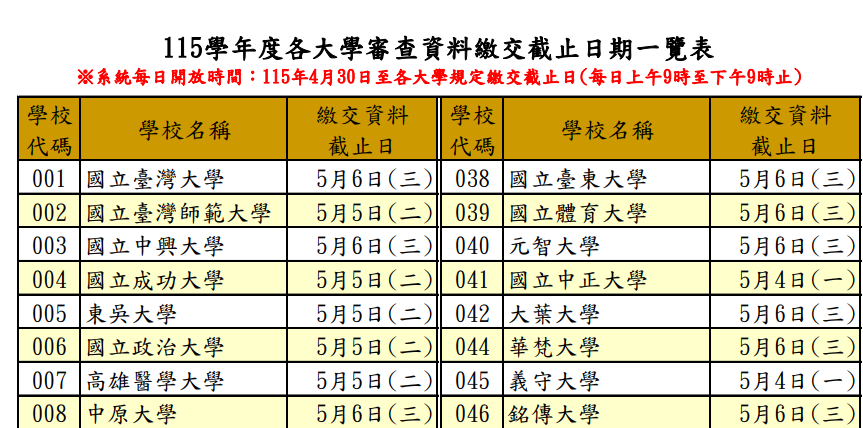 115學年度各大學審查資料繳交截止日期一覽表
※系統每日開放時間：115年4月30日至各大學規定繳交截止日(每日上午9時至下午9時止)
學校代碼 學校名稱 繳交資料截止日 學校代碼 學校名稱 繳交資料截止日
001 國立臺灣大學 5月6日(三) 038 國立臺東大學 5月6日(三)
002 國立臺灣師範大學 5月5日(二) 039 國立體育大學 5月6日(三)
003 國立中興大學 5月6日(三) 040 元智大學 5月6日(三)
004 國立成功大學 5月5日(二) 041 國立中正大學 5月4日(一)
005 東吳大學 5月5日(二) 042 大葉大學 5月6日(三)
006 國立政治大學 5月5日(二) 044 華梵大學 5月6日(三)
007 高雄醫學大學 5月5日(二) 045 義守大學 5月4日(一)
008 中原大學 5月6日(三) 046 銘傳大學 5月6日(三)